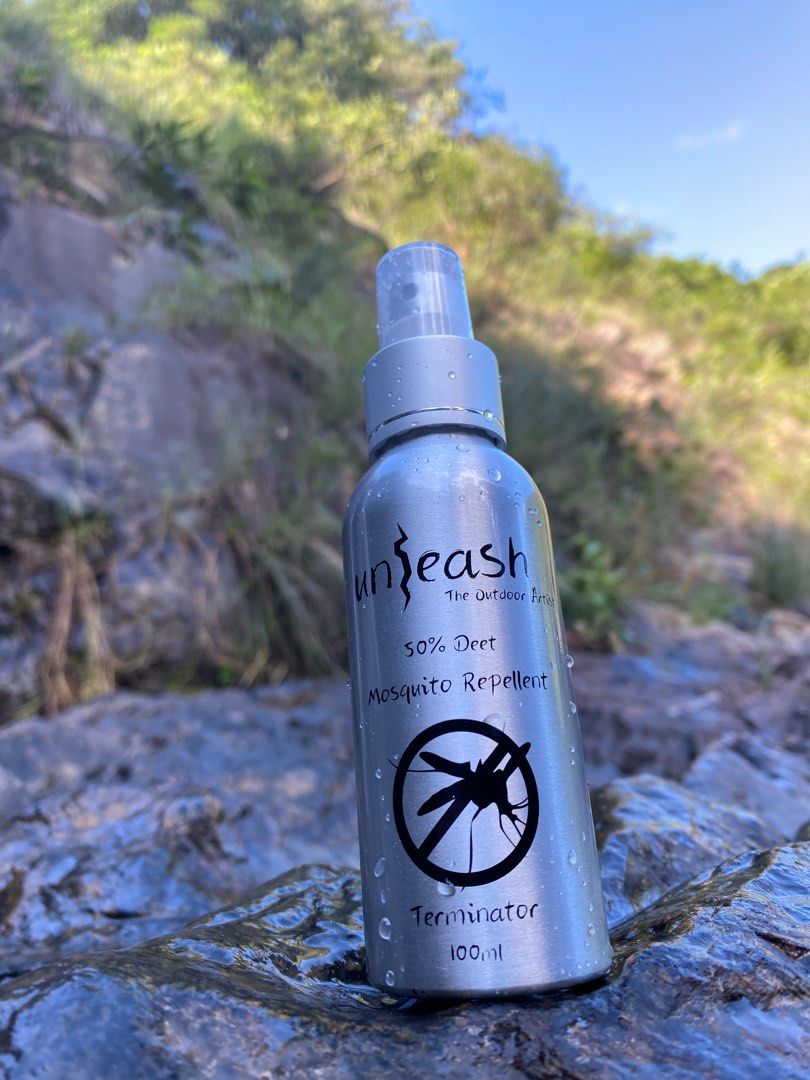 unleash
The Outdoor Artist
50% Deet
Mosquito Repellent
Terminator
100ml